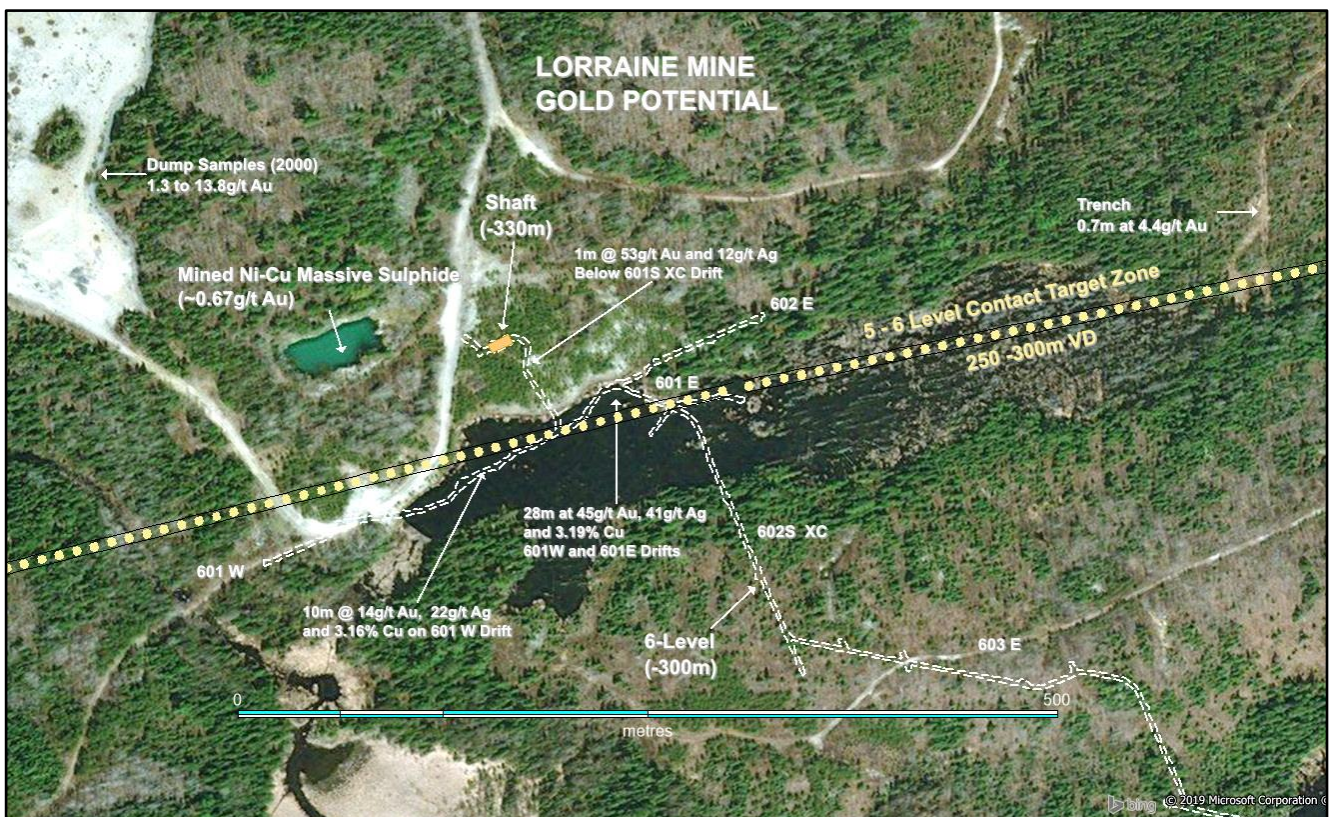 LORRAINE MINE
GOLD POTENTIAL
Dump Samples (2000)
1.3 to 13.8g/t Au
Shaft
(-330m)
Trench
0.7m at 4.4g/t Au
1m @ 53g/t Au and 12g/t Ag
Below 601S XC Drift
Mined Ni-Cu Massive Sulphide
(~0.67g/t Au)
602 E
5 - 6 Level Contact Target Zone
250 -300m VD
601 E
28m at 45g/t Au, 41g/t Ag
and 3.19% Cu
601W and 601E Drifts
602S XC
601 W
10m @ 14g/t Au, 22g/t Ag
and 3.16% Cu on 601 W Drift
6-Level
(-300m)
603 E
0
500
metres
bing
© 2019 Microsoft Corporation ©